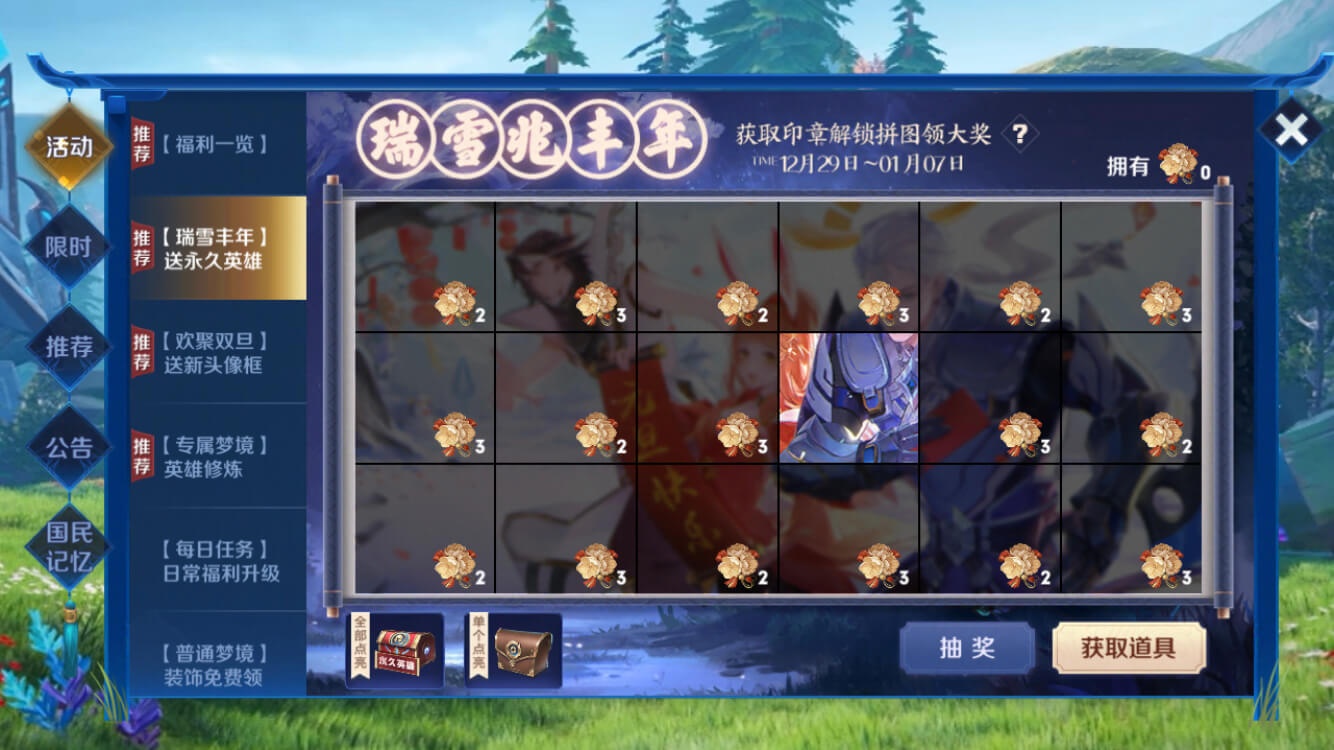 瑞雪兆丰年
获取印章解锁拼图领大奖 ?
TIME 12月29日~01月07日
拥有 0
活动
限时
推荐
公告
国民
记忆
推荐
【福利一览】
推荐
【瑞雪丰年】
送永久英雄
推荐
【欢聚双旦】
送新头像框
推荐
【专属梦境】
英雄修炼
【每日任务】
日常福利升级
【普通梦境】
装饰免费领
2 3 2 3 2 3
3 2 3 3 2
2 3 2 3 2 3
元旦快乐
全部点亮
永久英雄
单个点亮
抽奖
获取道具